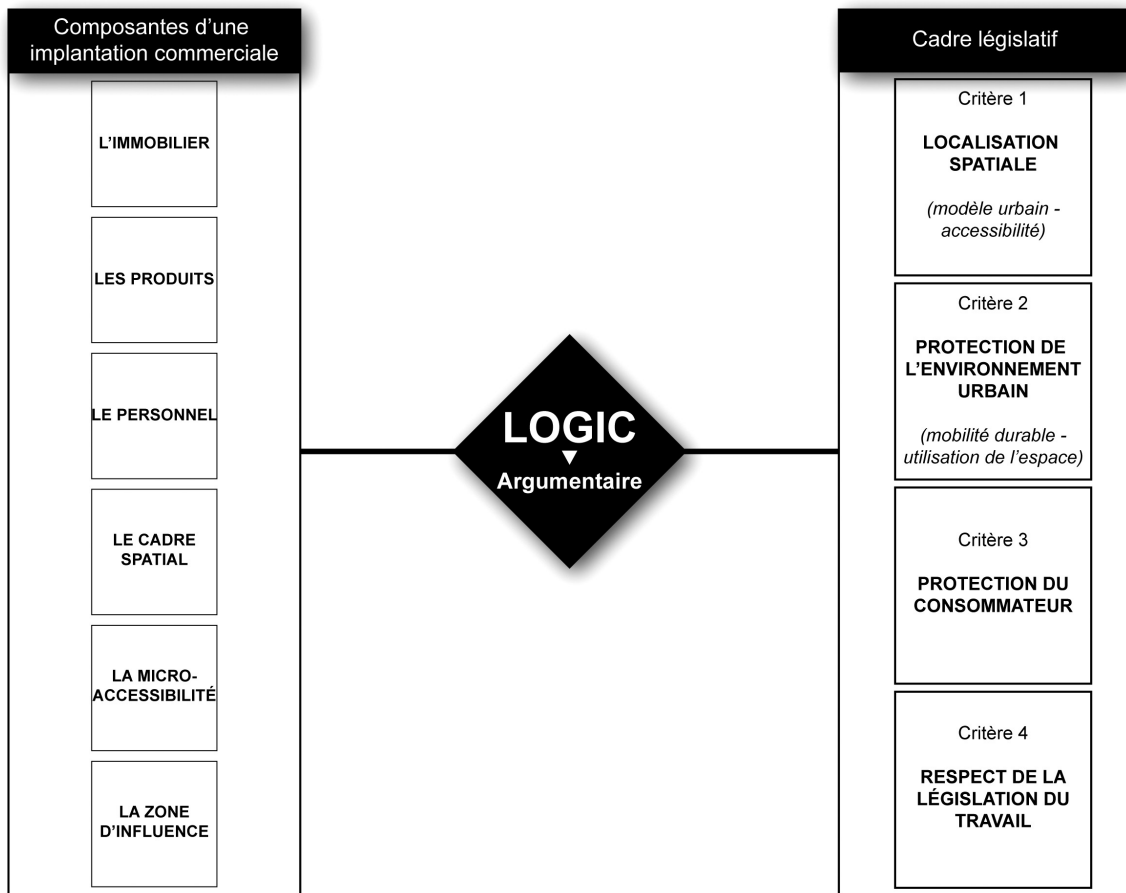 Composantes d’une
implantation commerciale
L’IMMOBILIER
LES PRODUITS
LE PERSONNEL
LE CADRE
SPATIAL
LA MICRO-
ACCESSIBILITÉ
LA ZONE
D’INFLUENCE
LOGIC
Argumentaire
Cadre législatif
Critère 1
LOCALISATION
SPATIALE
(modèle urbain -
accessibilité)
Critère 2
PROTECTION DE
L’ENVIRONNEMENT
URBAIN
(mobilité durable -
utilisation de l’espace)
Critère 3
PROTECTION DU
CONSOMMATEUR
Critère 4
RESPECT DE LA
LÉGISLATION DU
TRAVAIL